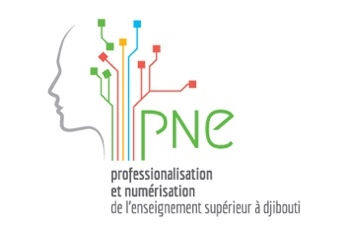 PNE
professionalisation
et numérisation
de l'enseignement supérieur à djibouti